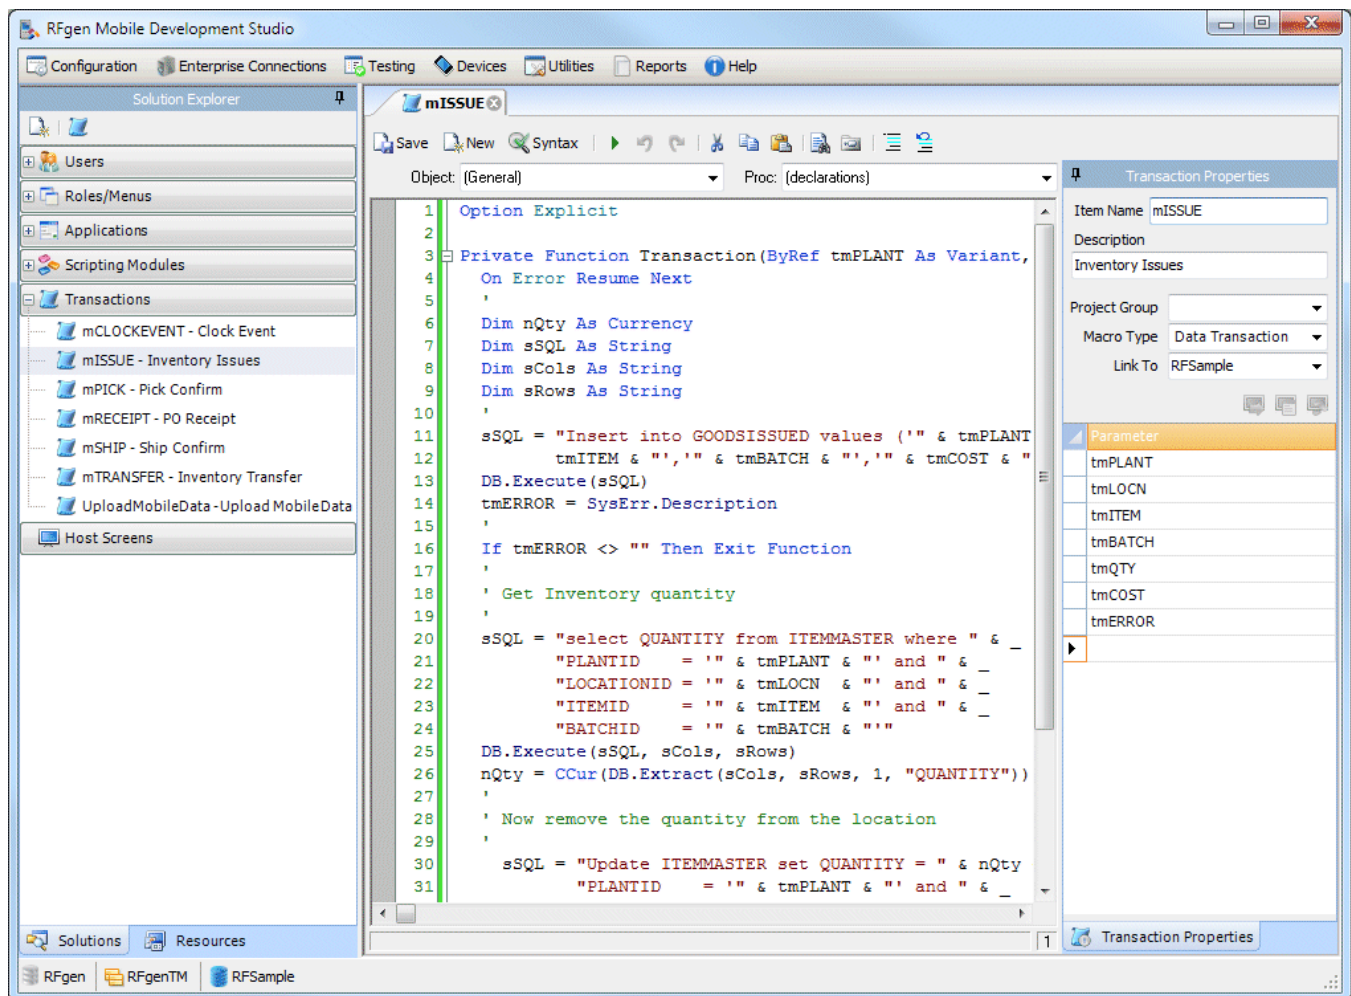 RFgen Mobile Development Studio
Configuration Enterprise Connections Testing Devices Utilities Reports Help
Solution Explorer
Users
Roles/Menus
Applications
Scripting Modules
Transactions
mCLOCKEVENT - Clock Event
mISSUE - Inventory Issues
mPICK - Pick Confirm
mRECEIPT - PO Receipt
mSHIP - Ship Confirm
mTRANSFER - Inventory Transfer
UploadMobileData - Upload MobileData
Host Screens
Solutions Resources
mISSUE
Save New Syntax
Object: (General) Proc: (declarations)
1 Option Explicit
2
3 Private Function Transaction(ByRef tmPLANT As Variant,
4 On Error Resume Next
5 '
6 Dim nQty As Currency
7 Dim sSQL As String
8 Dim sCols As String
9 Dim sRows As String
10 '
11 sSQL = "Insert into GOODSISSUED values ('" & tmPLANT
12 tmITEM & "','" & tmBATCH & "','" & tmCOST & "
13 DB.Execute(sSQL)
14 tmERROR = SysErr.Description
15 '
16 If tmERROR <> "" Then Exit Function
17 '
18 ' Get Inventory quantity
19 '
20 sSQL = "select QUANTITY from ITEMMASTER where " & _
21 "PLANTID    = '" & tmPLANT & "' and " & _
22 "LOCATIONID = '" & tmLOCN  & "' and " & _
23 "ITEMID     = '" & tmITEM  & "' and " & _
24 "BATCHID    = '" & tmBATCH & "'"
25 DB.Execute(sSQL, sCols, sRows)
26 nQty = CCur(DB.Extract(sCols, sRows, 1, "QUANTITY"))
27 '
28 ' Now remove the quantity from the location
29 '
30 sSQL = "Update ITEMMASTER set QUANTITY = " & nQty
31 "PLANTID    = '" & tmPLANT & "' and " & _
1
Transaction Properties
Item Name mISSUE
Description
Inventory Issues
Project Group
Macro Type Data Transaction
Link To RFSample
Parameter
tmPLANT
tmLOCN
tmITEM
tmBATCH
tmQTY
tmCOST
tmERROR
Transaction Properties
RFgen RFgenTM RFSample